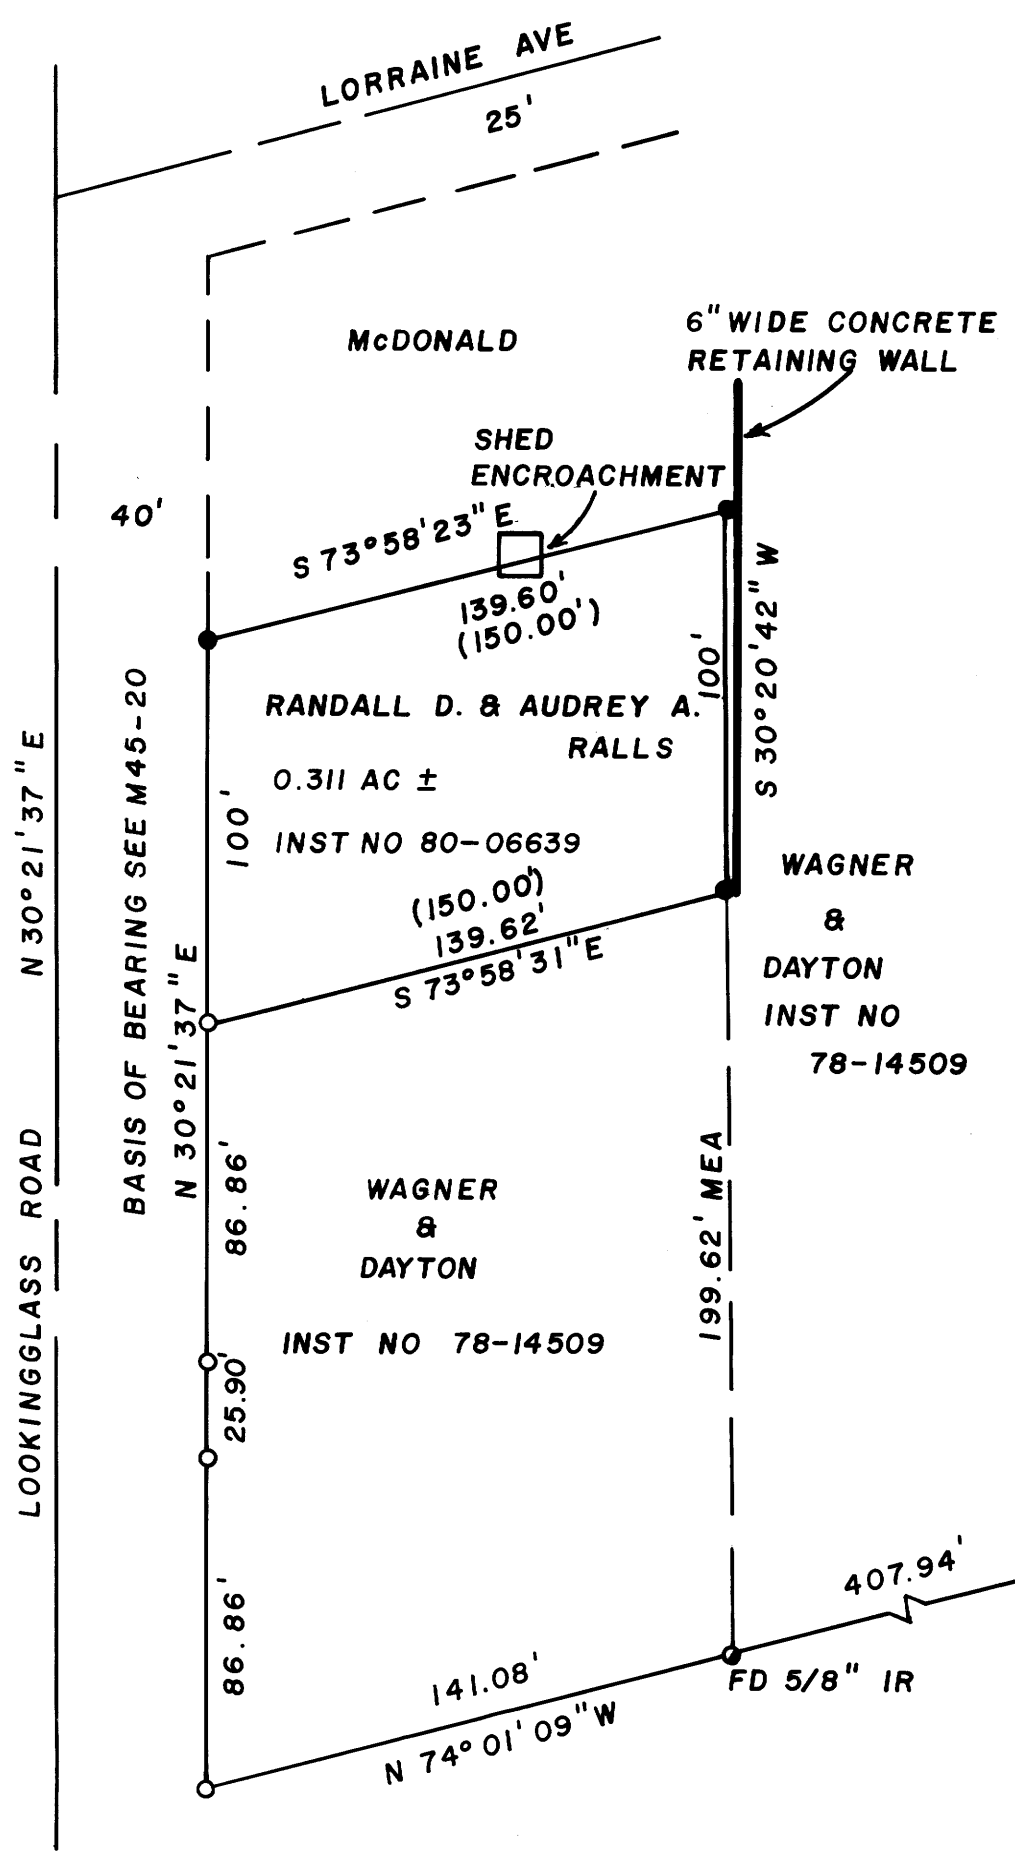 LORRAINE AVE
25'
McDONALD
6" WIDE CONCRETE
RETAINING WALL
SHED
ENCROACHMENT
40'
S 73°58'23" E
139.60'
(150.00')
100'
S 30°20'42" W
RANDALL D. & AUDREY A.
RALLS
0.311 AC ±
INST NO 80-06639
100'
(150.00')
139.62'
S 73°58'31" E
N 30°21'37" E
LOOKINGGLASS ROAD
BASIS OF BEARING SEE M45-20
N 30°21'37" E
WAGNER
&
DAYTON
INST NO
78-14509
86.86'
WAGNER
&
DAYTON
INST NO 78-14509
199.62' MEA
25.90'
86.86'
407.94'
FD 5/8" IR
141.08'
N 74°01'09" W